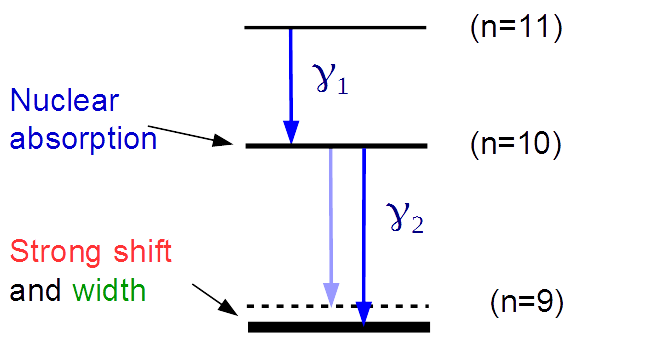 (n=11)
γ1
Nuclear
absorption
(n=10)
γ2
Strong shift
and width
(n=9)